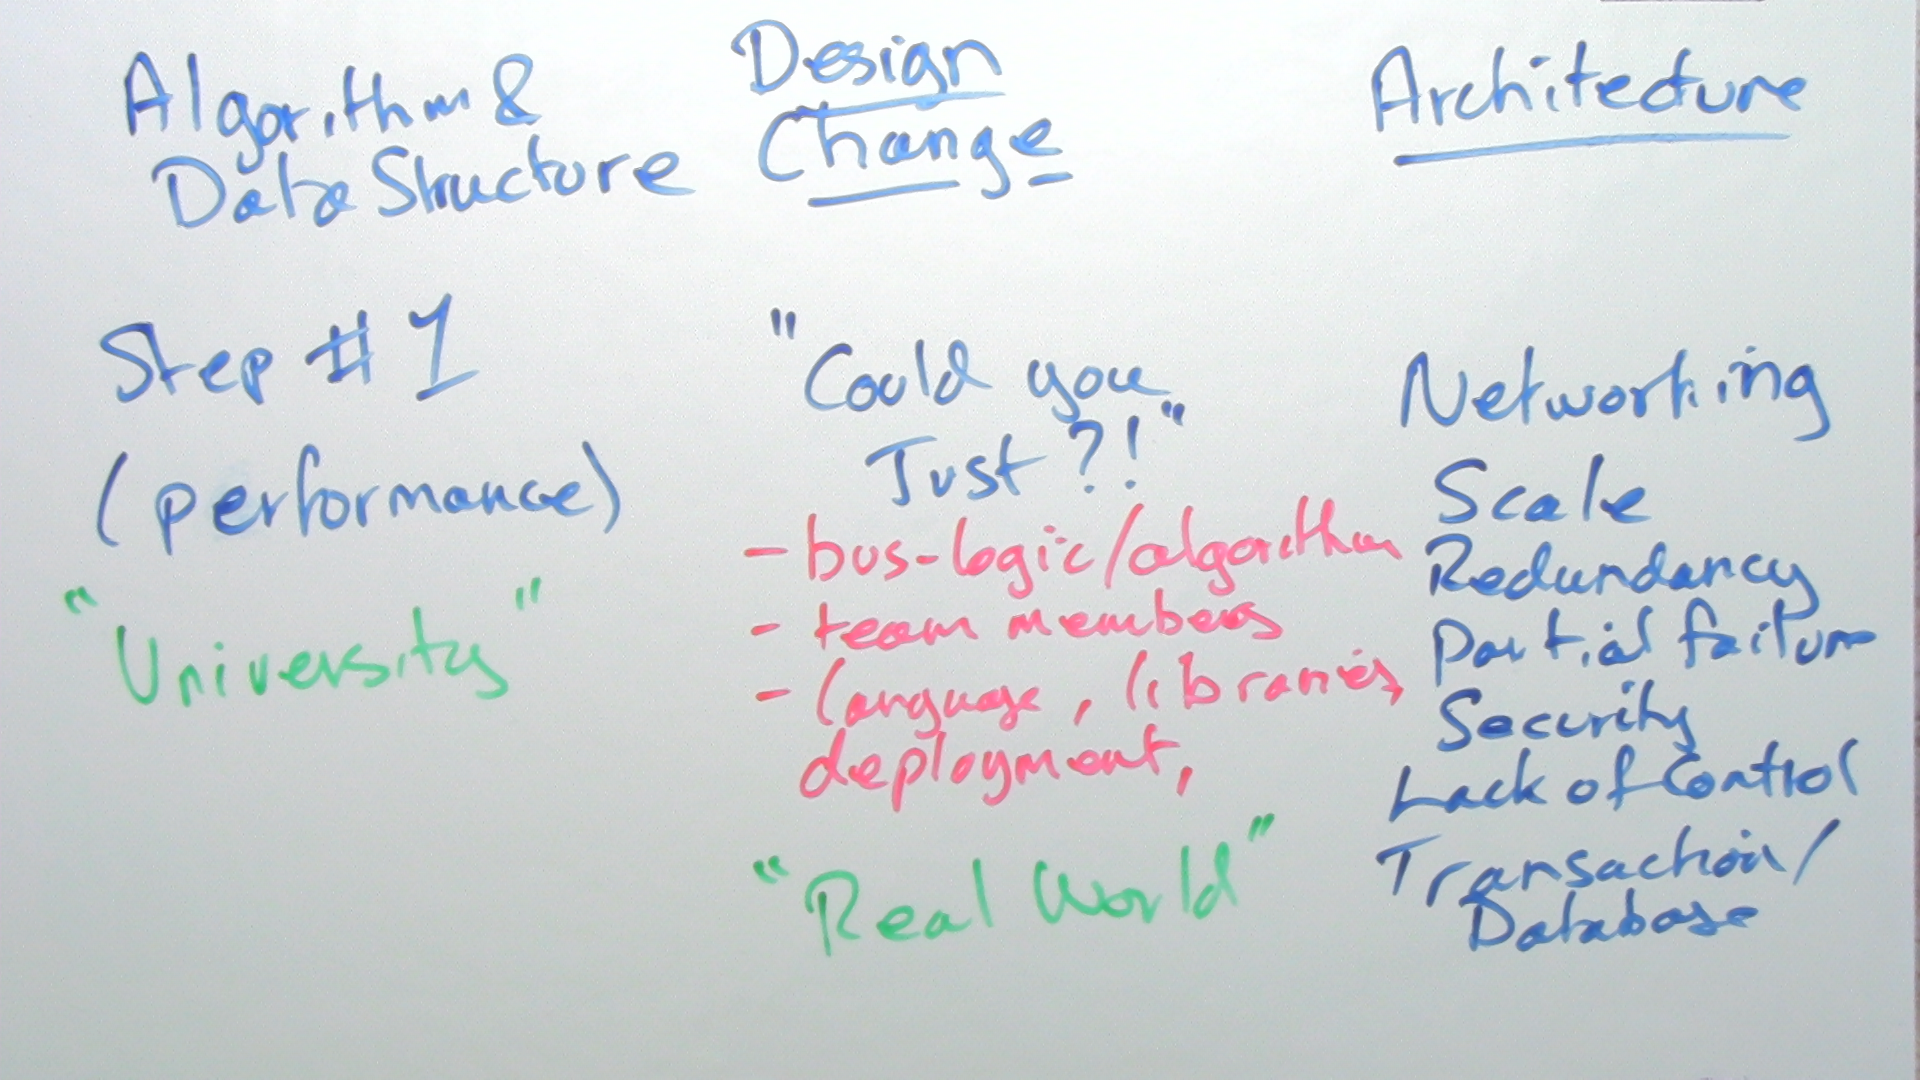 Algorithm &
Data Structure
Step # 1
(performance)
"University"
Design
Change
"Could you
Just?!"
- bus-logic/algorithm
- team members
- language, libraries,
deployment,
"Real World"
Architecture
Networking
Scale
Redundancy
Partial failure
Security
Lack of Control
Transaction/
Database